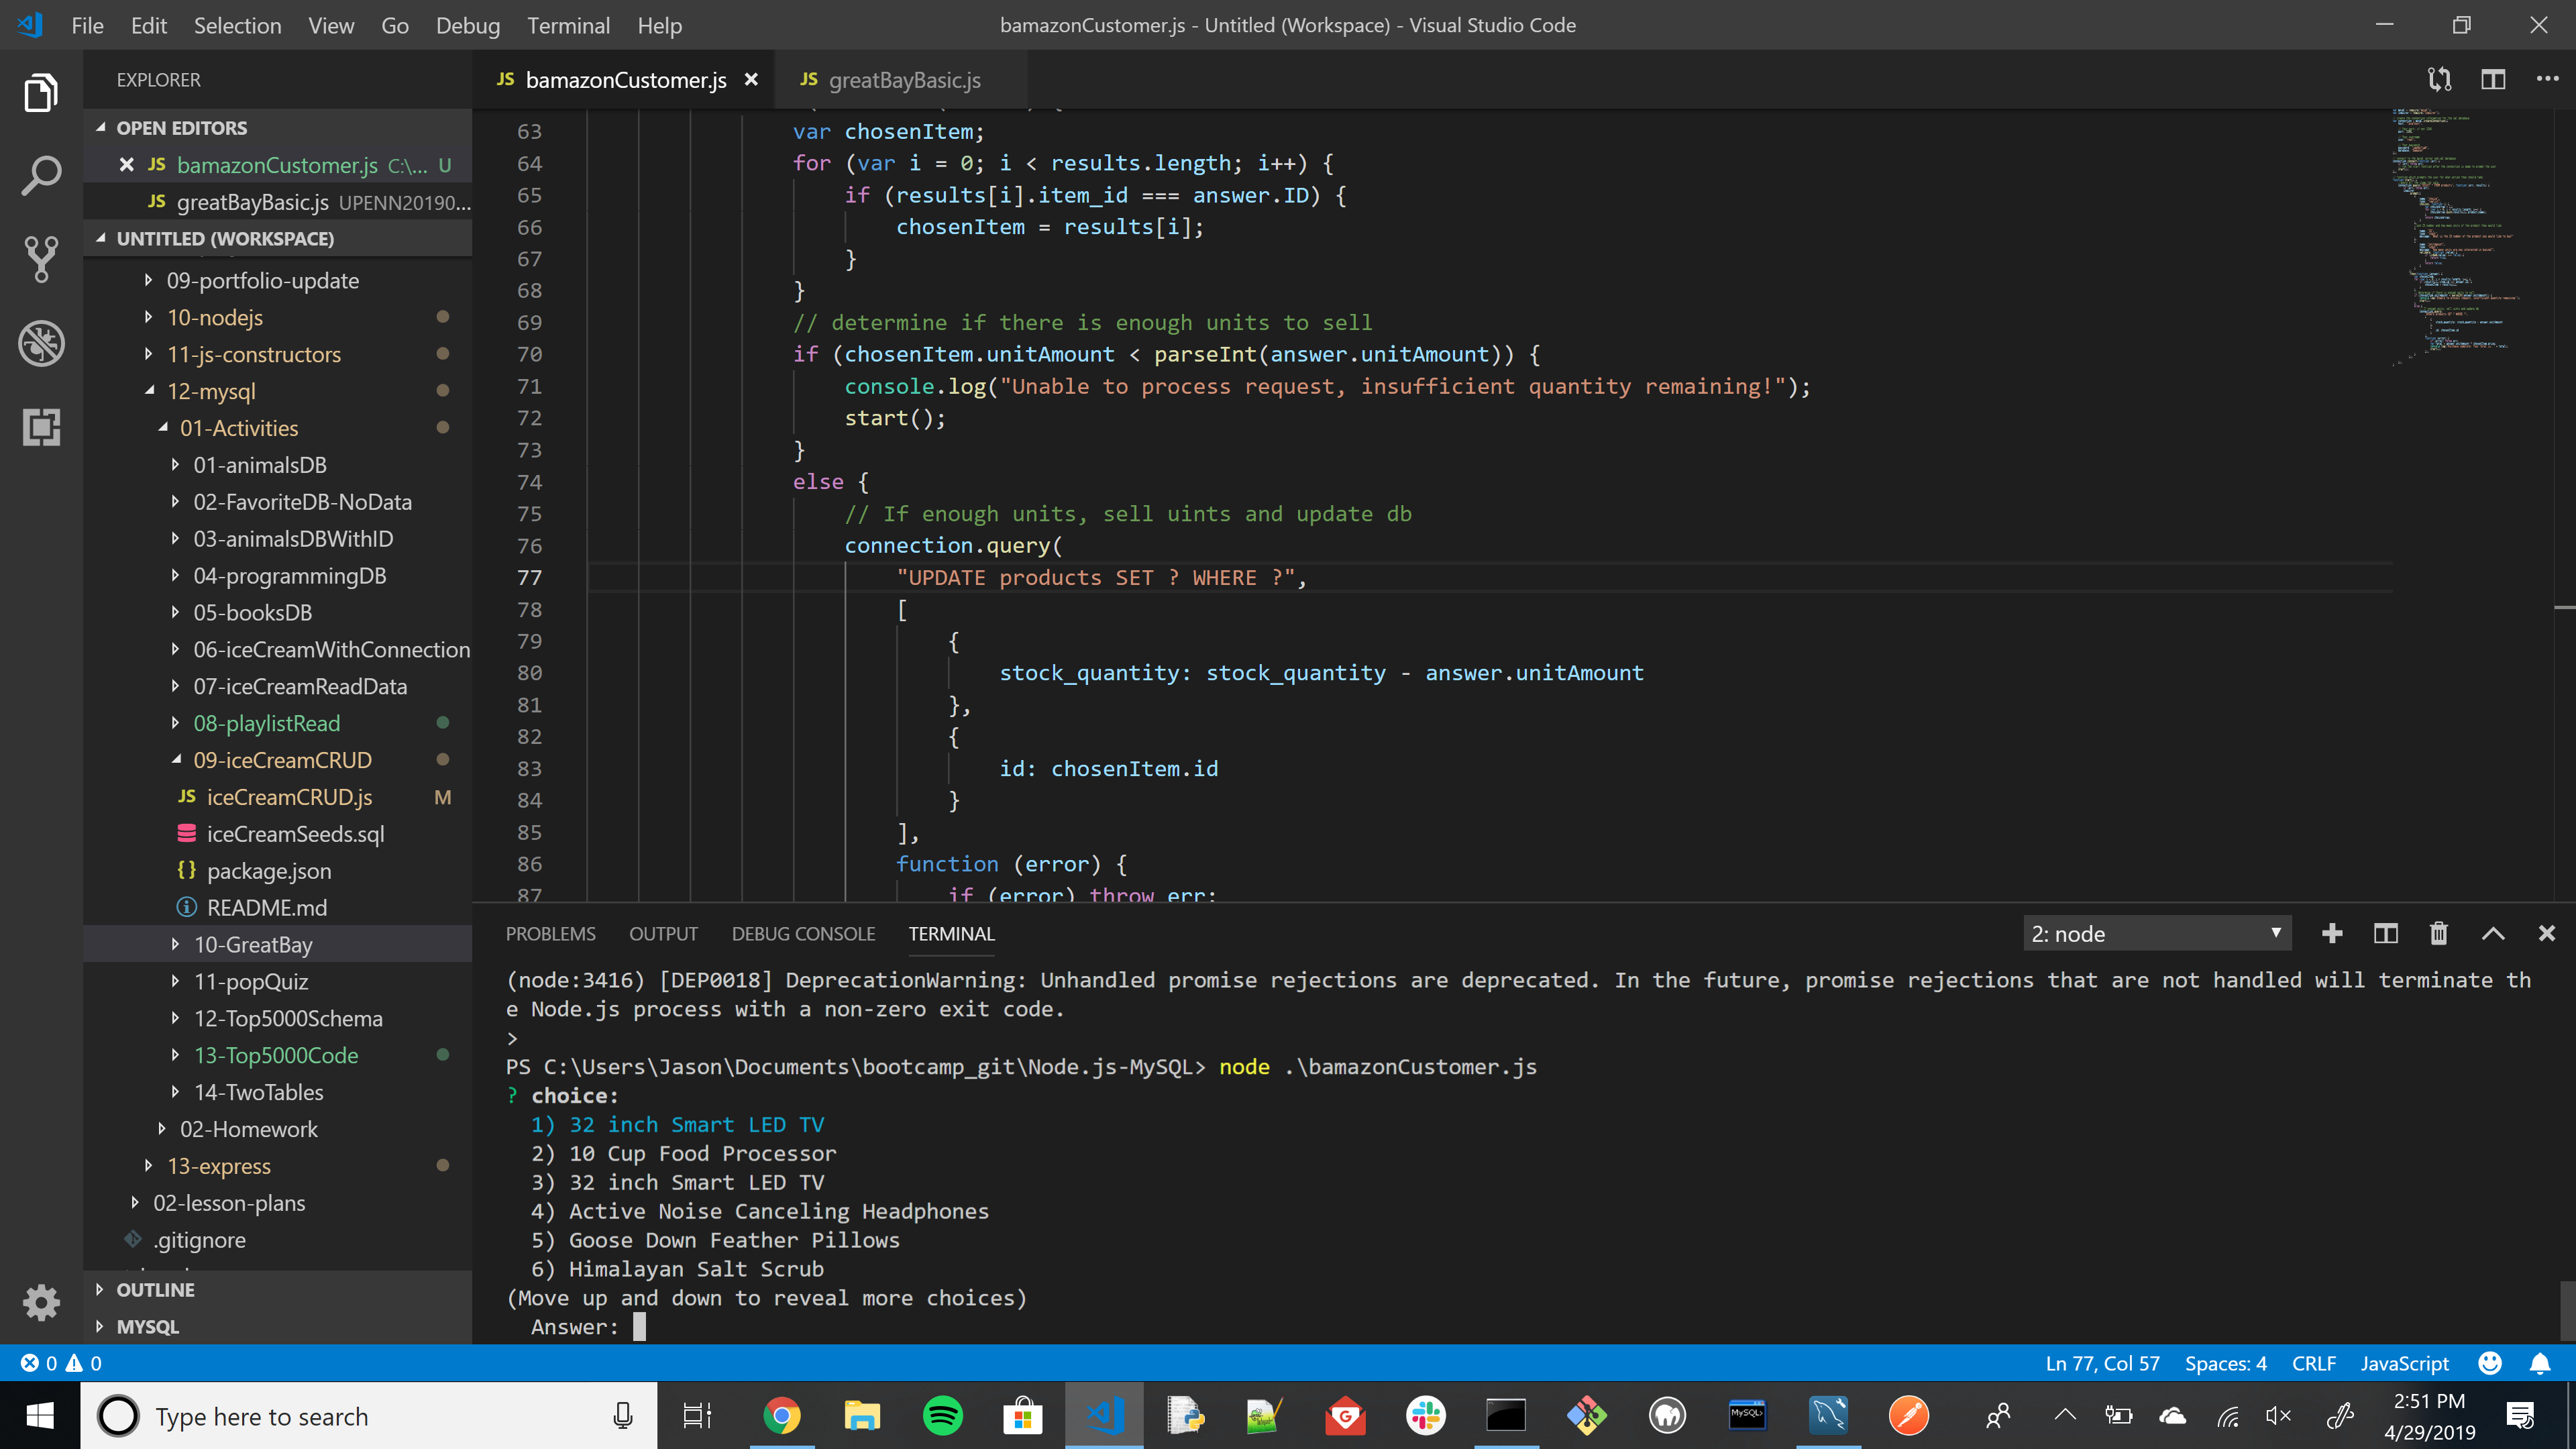 File Edit Selection View Go Debug Terminal Help
bamazonCustomer.js - Untitled (Workspace) - Visual Studio Code
EXPLORER
OPEN EDITORS
JS bamazonCustomer.js C:\... U
JS greatBayBasic.js UPENN20190...
UNTITLED (WORKSPACE)
09-portfolio-update
10-nodejs
11-js-constructors
12-mysql
01-Activities
01-animalsDB
02-FavoriteDB-NoData
03-animalsDBWithID
04-programmingDB
05-booksDB
06-iceCreamWithConnection
07-iceCreamReadData
08-playlistRead
09-iceCreamCRUD
JS iceCreamCRUD.js M
iceCreamSeeds.sql
{} package.json
README.md
10-GreatBay
11-popQuiz
12-Top5000Schema
13-Top5000Code
14-TwoTables
02-Homework
13-express
02-lesson-plans
.gitignore
OUTLINE
MYSQL
JS bamazonCustomer.js
JS greatBayBasic.js
63 var chosenItem;
64 for (var i = 0; i < results.length; i++) {
65 if (results[i].item_id === answer.ID) {
66 chosenItem = results[i];
67 }
68 }
69 // determine if there is enough units to sell
70 if (chosenItem.unitAmount < parseInt(answer.unitAmount)) {
71 console.log("Unable to process request, insufficient quantity remaining!");
72 start();
73 }
74 else {
75 // If enough units, sell uints and update db
76 connection.query(
77 "UPDATE products SET ? WHERE ?",
78 [
79 {
80 stock_quantity: stock_quantity - answer.unitAmount
81 },
82 {
83 id: chosenItem.id
84 }
85 ],
86 function (error) {
87 if (error) throw err;
PROBLEMS OUTPUT DEBUG CONSOLE TERMINAL
2: node
(node:3416) [DEP0018] DeprecationWarning: Unhandled promise rejections are deprecated. In the future, promise rejections that are not handled will terminate th
e Node.js process with a non-zero exit code.
>
PS C:\Users\Jason\Documents\bootcamp_git\Node.js-MySQL> node .\bamazonCustomer.js
? choice:
1) 32 inch Smart LED TV
2) 10 Cup Food Processor
3) 32 inch Smart LED TV
4) Active Noise Canceling Headphones
5) Goose Down Feather Pillows
6) Himalayan Salt Scrub
(Move up and down to reveal more choices)
Answer:
0 0
Ln 77, Col 57 Spaces: 4 CRLF JavaScript
Type here to search
MySQL>
2:51 PM
4/29/2019